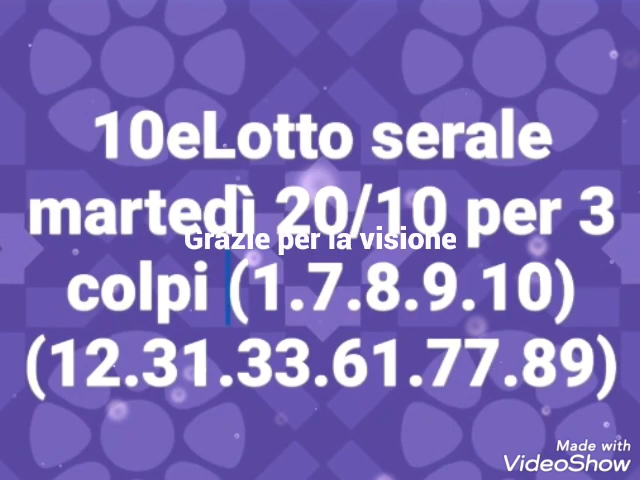 10eLotto serale
martedì 20/10 per 3
Grazie per la visione
colpi (1.7.8.9.10)
(12.31.33.61.77.89)
Made with
VideoShow